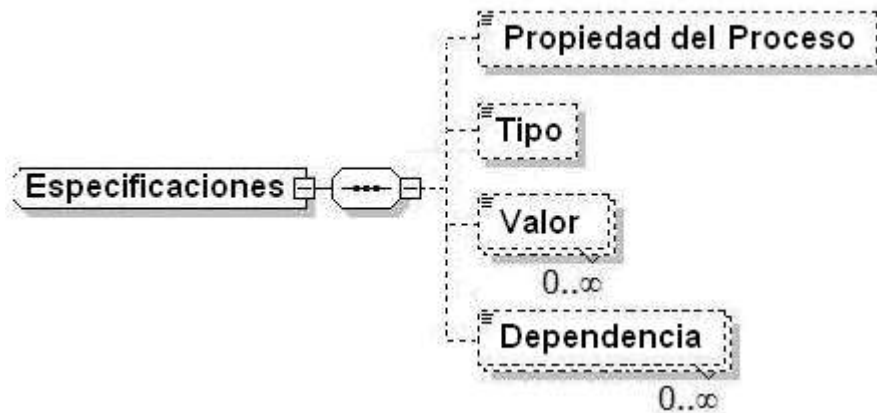 Propiedad del Proceso
Tipo
Especificaciones
Valor
0..∞
Dependencia
0..∞